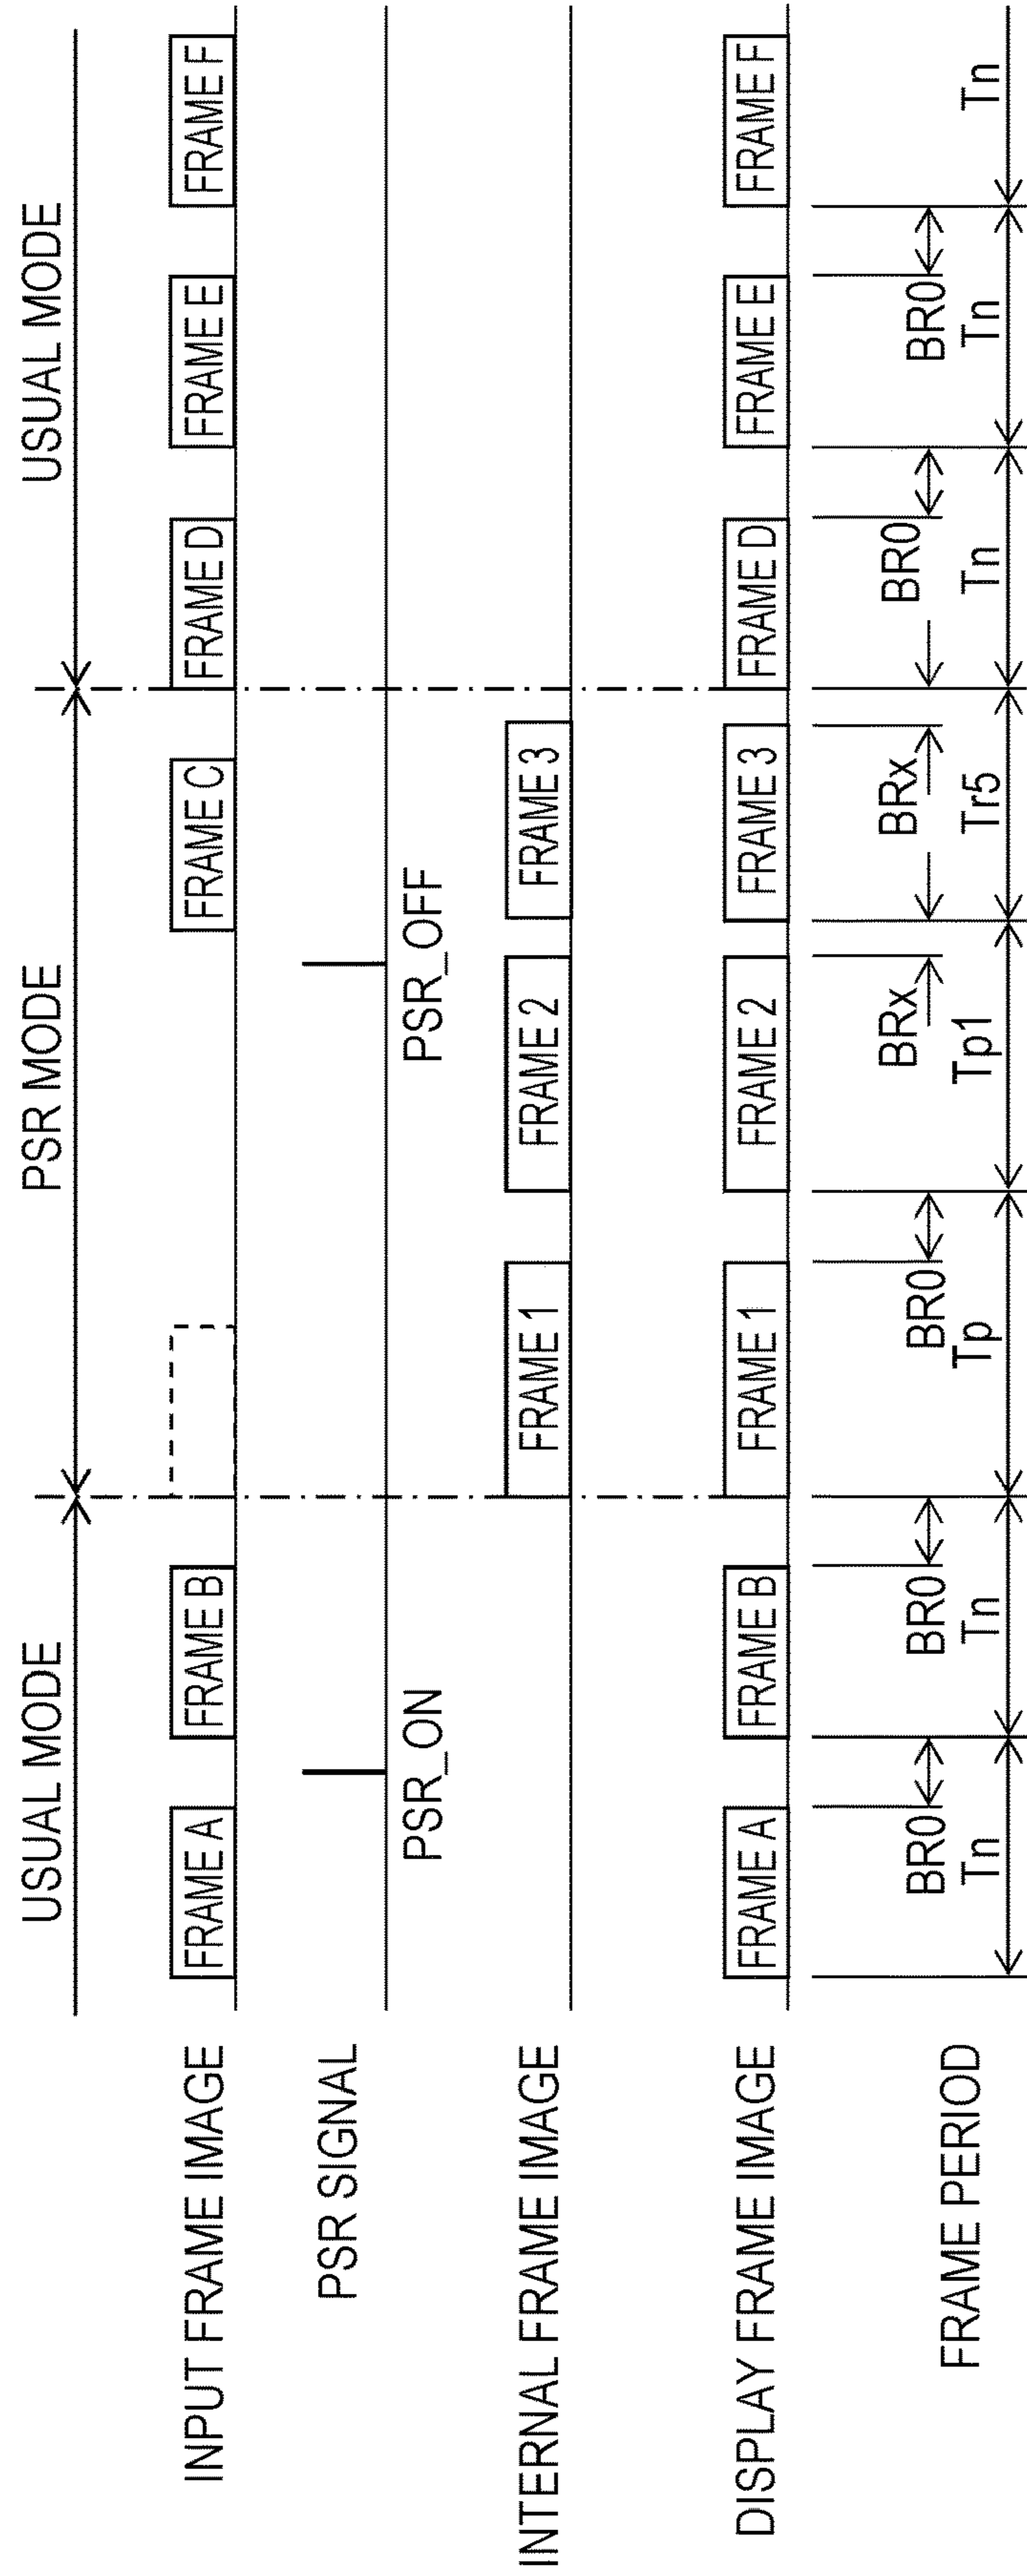 USUAL MODE
PSR MODE
USUAL MODE
INPUT FRAME IMAGE
FRAME A
FRAME B
FRAME C
FRAME D
FRAME E
FRAME F
PSR SIGNAL
PSR_ON
PSR_OFF
INTERNAL FRAME IMAGE
FRAME 1
FRAME 2
FRAME 3
DISPLAY FRAME IMAGE
FRAME A
FRAME B
FRAME 1
FRAME 2
FRAME 3
FRAME D
FRAME E
FRAME F
BR0
BR0
BR0
BRx
BRx
BR0
BR0
FRAME PERIOD
Tn
Tn
Tp
Tp1
Tr5
Tn
Tn
Tn